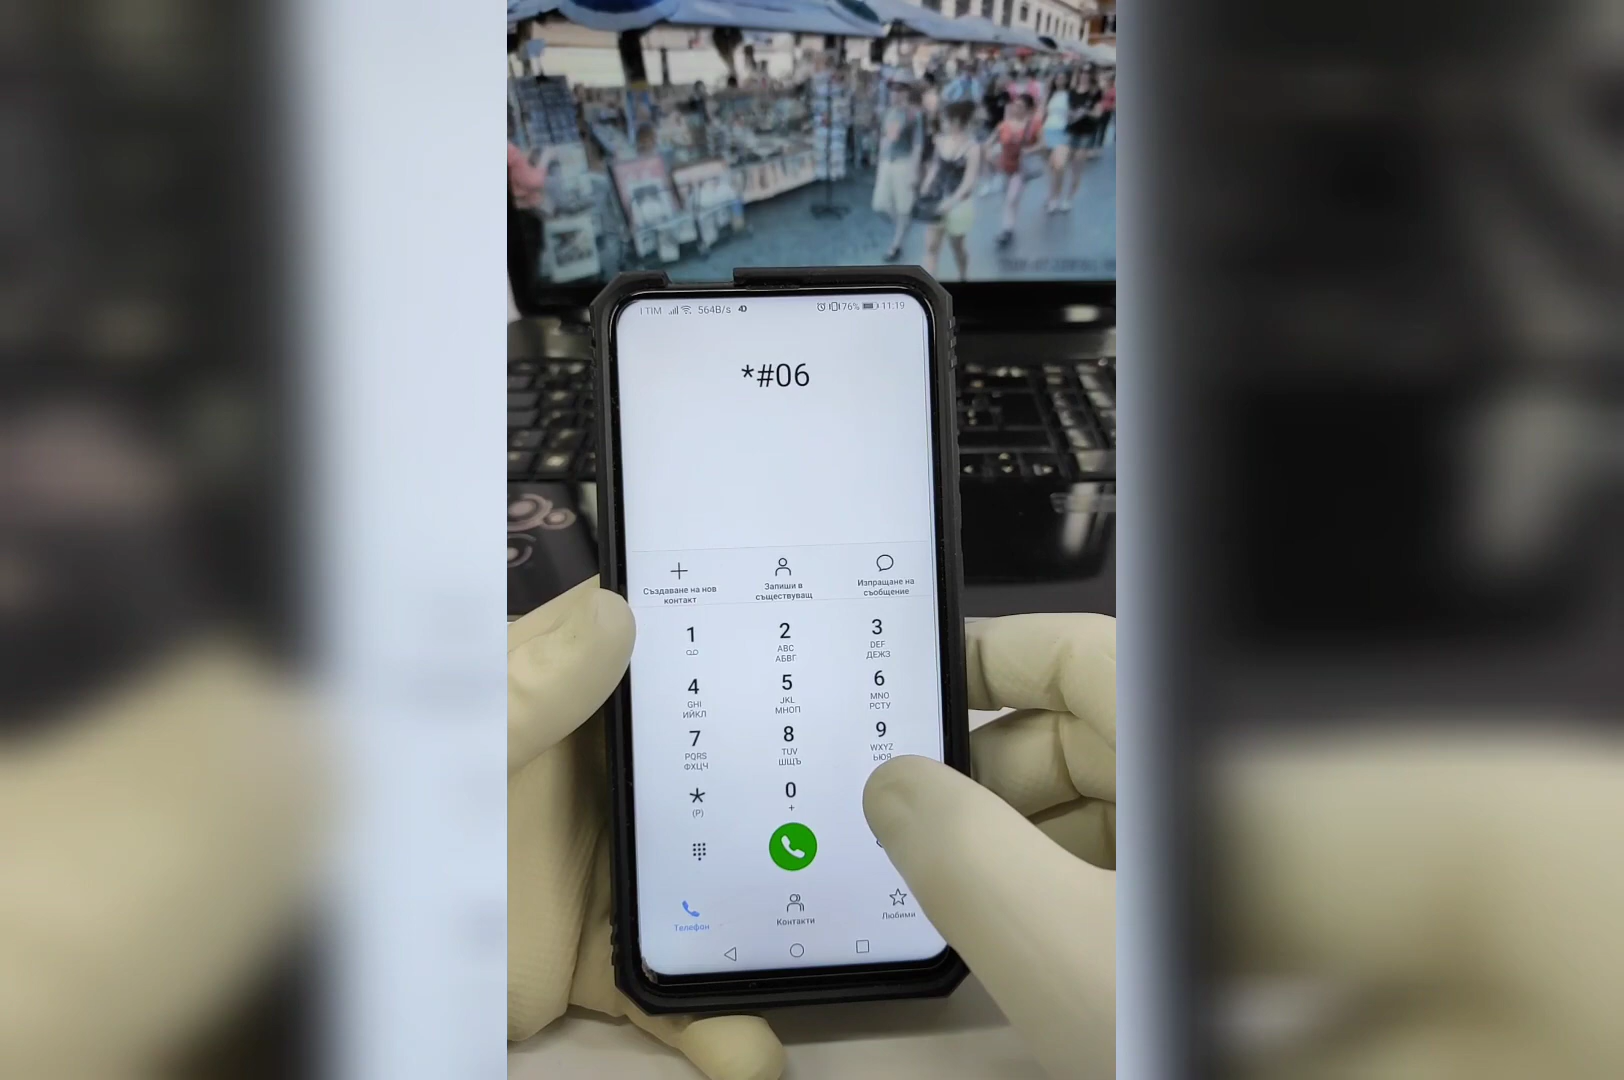 TIM 564B/s 76% 11:19
*#06
Създаване на нов контакт
Запиши в съществуващ
Изпращане на съобщение
1 2 3
ABC DEF
АБВГ ДЕЖЗ
4 5 6
GHI JKL MNO
ИЙКЛ МНОП РСТУ
7 8 9
PQRS TUV WXYZ
ФХЦЧ ШЩЪ ЬЮЯ
* 0
(P) +
Телефон Контакти Любими